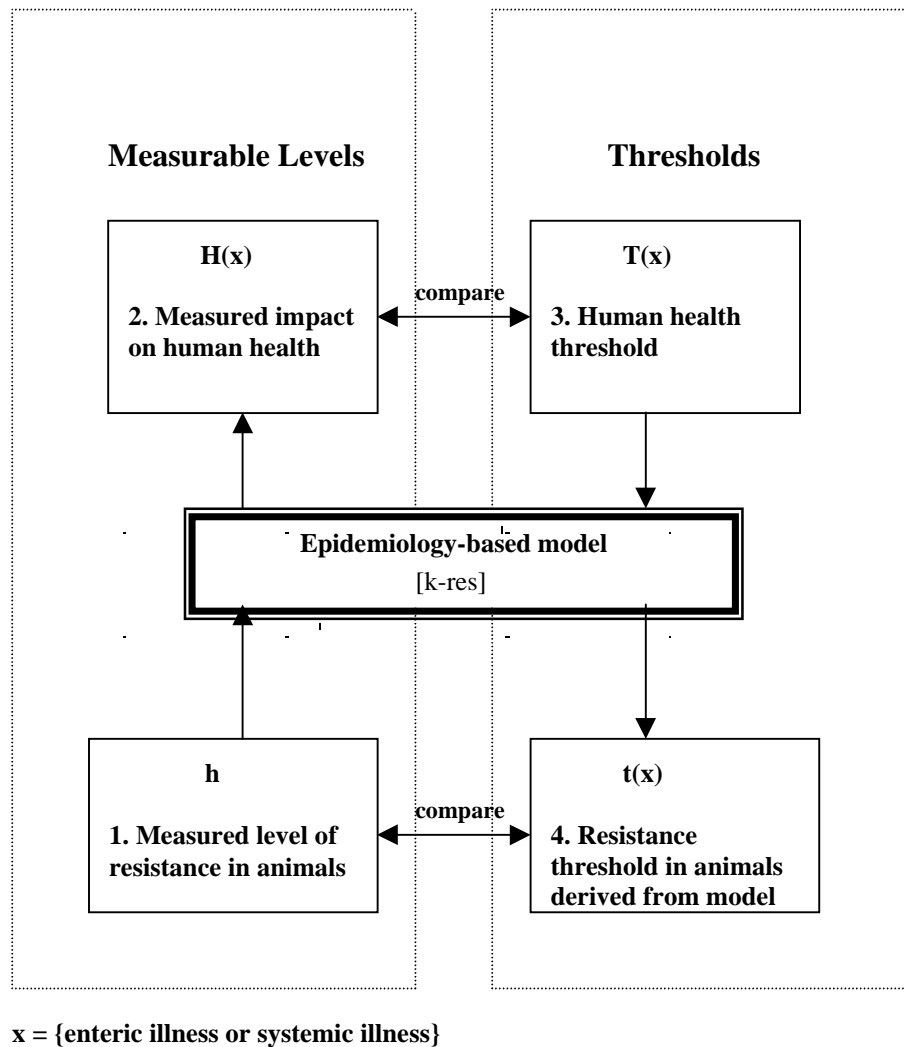 Measurable Levels
Thresholds
H(x)
2. Measured impact
on human health
compare
T(x)
3. Human health
threshold
Epidemiology-based model
[k-res]
h
1. Measured level of
resistance in animals
compare
t(x)
4. Resistance
threshold in animals
derived from model
x = {enteric illness or systemic illness}